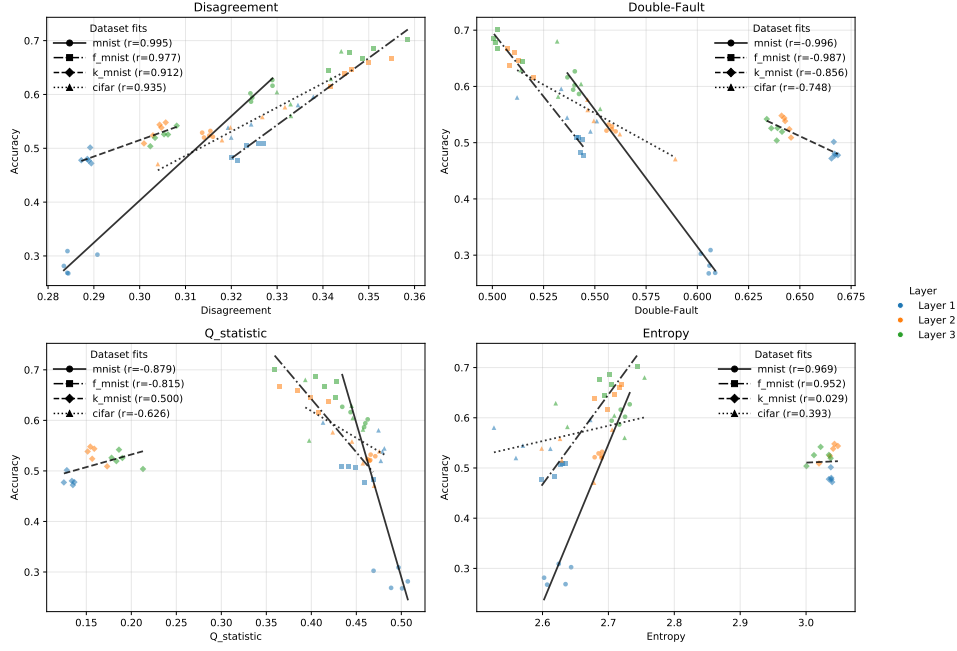 Disagreement
Dataset fits
mnist (r=0.995)
f_mnist (r=0.977)
k_mnist (r=0.912)
cifar (r=0.935)
0.7
0.6
0.5
0.4
0.3
Accuracy
0.28 0.29 0.30 0.31 0.32 0.33 0.34 0.35 0.36
Disagreement
Double-Fault
Dataset fits
mnist (r=-0.996)
f_mnist (r=-0.987)
k_mnist (r=-0.856)
cifar (r=-0.748)
0.7
0.6
0.5
0.4
0.3
Accuracy
0.500 0.525 0.550 0.575 0.600 0.625 0.650 0.675
Double-Fault
Layer
Layer 1
Layer 2
Layer 3
Q_statistic
Dataset fits
mnist (r=-0.879)
f_mnist (r=-0.815)
k_mnist (r=0.500)
cifar (r=-0.626)
0.7
0.6
0.5
0.4
0.3
Accuracy
0.15 0.20 0.25 0.30 0.35 0.40 0.45 0.50
Q_statistic
Entropy
Dataset fits
mnist (r=0.969)
f_mnist (r=0.952)
k_mnist (r=0.029)
cifar (r=0.393)
0.7
0.6
0.5
0.4
0.3
Accuracy
2.6 2.7 2.8 2.9 3.0
Entropy